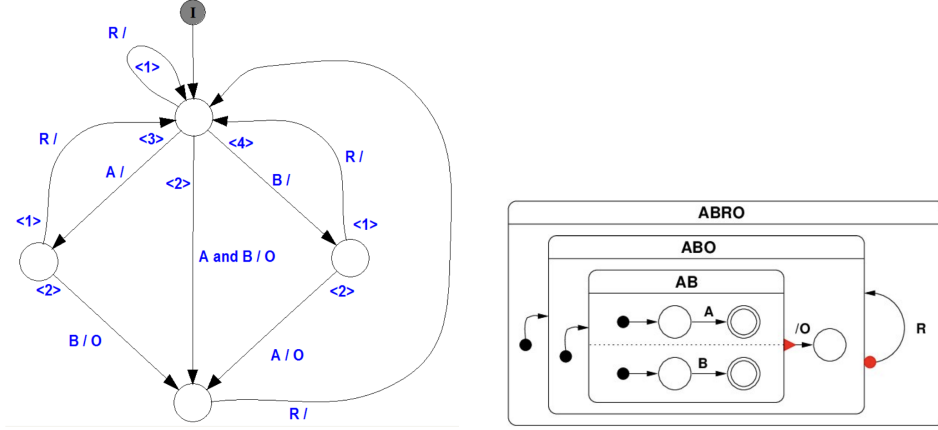 I
R /
<1>
R /
<3>
<4>
R /
A /
<2>
B /
<1>
<1>
A and B / O
<2>
<2>
B / O
A / O
R /
ABRO
ABO
AB
A
/O
R
B